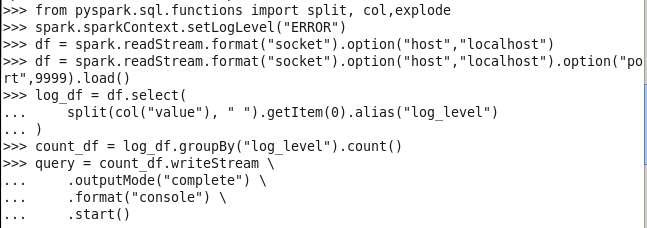 >>> from pyspark.sql.functions import split, col,explode
>>> spark.sparkContext.setLogLevel("ERROR")
>>> df = spark.readStream.format("socket").option("host","localhost")
>>> df = spark.readStream.format("socket").option("host","localhost").option("po
rt",9999).load()
>>> log_df = df.select(
...     split(col("value"), " ").getItem(0).alias("log_level")
... )
>>> count_df = log_df.groupBy("log_level").count()
>>> query = count_df.writeStream \
...     .outputMode("complete") \
...     .format("console") \
...     .start()